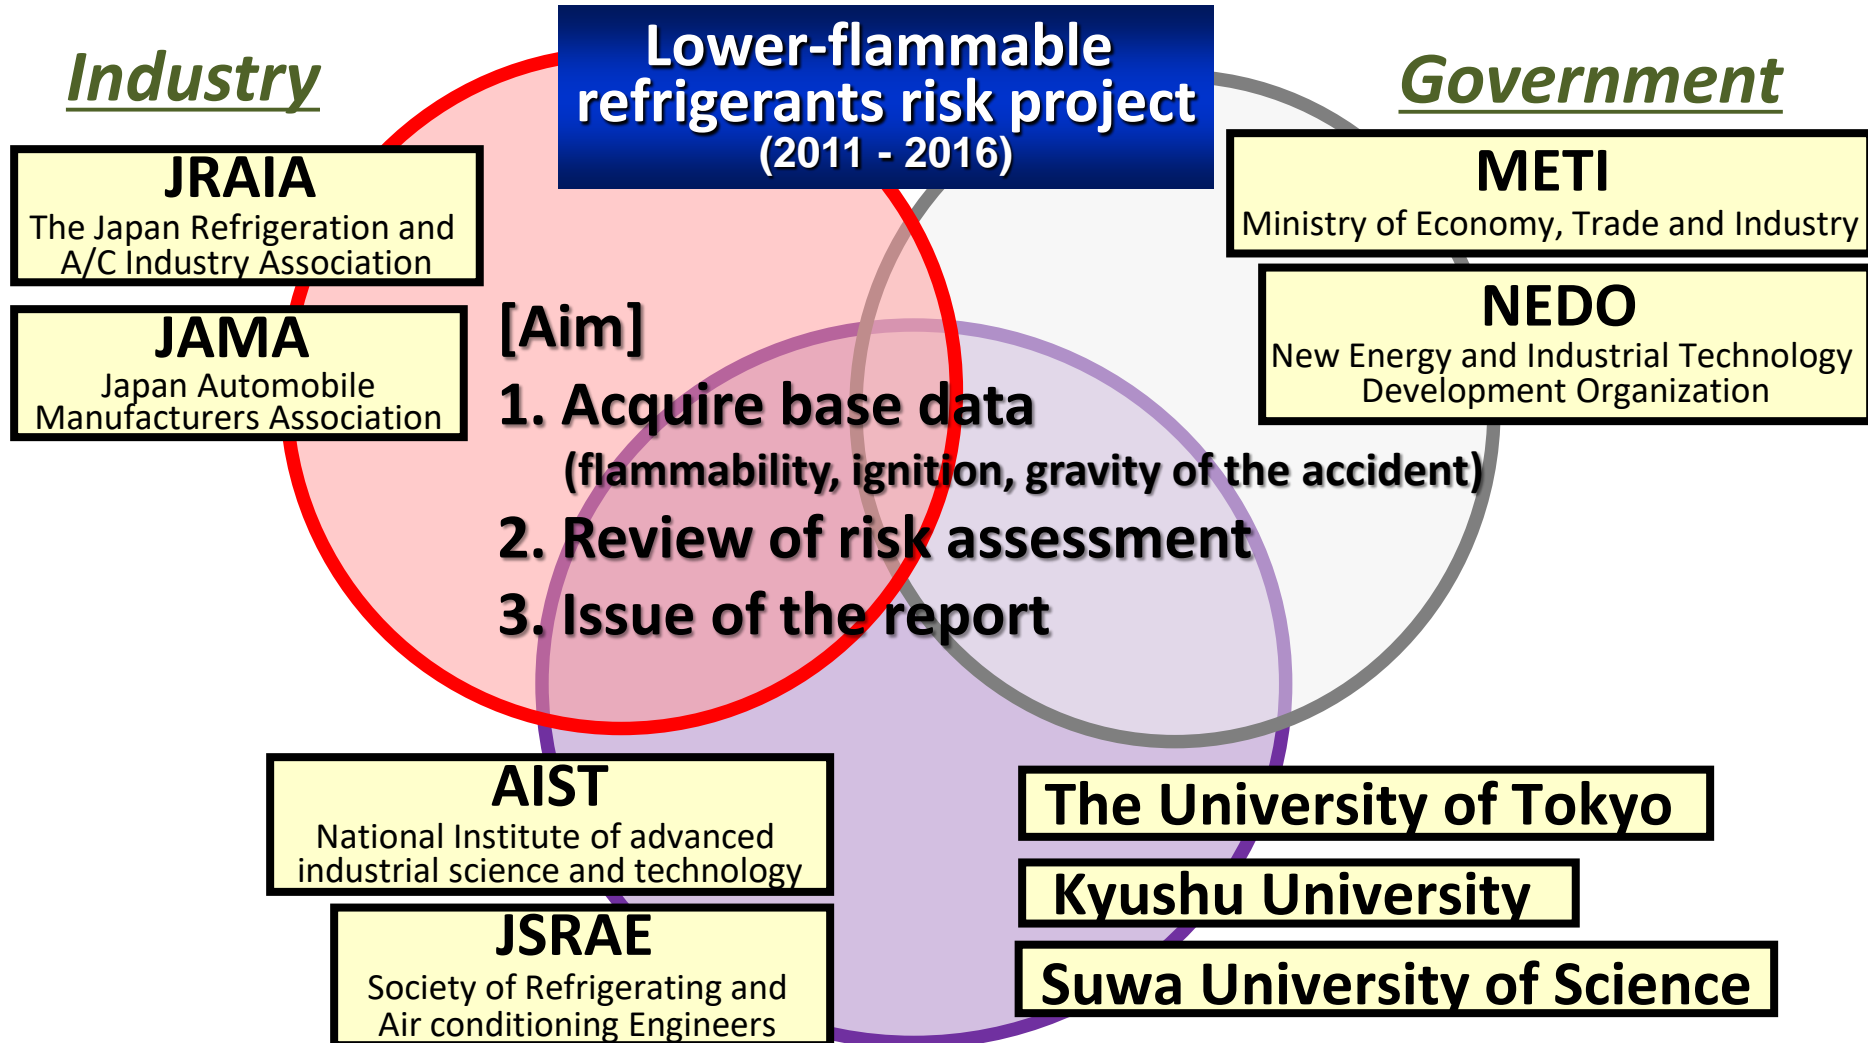 Lower-flammable
refrigerants risk project
(2011 - 2016)
Industry
Government
JRAIA
The Japan Refrigeration and
A/C Industry Association
JAMA
Japan Automobile
Manufacturers Association
METI
Ministry of Economy, Trade and Industry
NEDO
New Energy and Industrial Technology
Development Organization
[Aim]
1. Acquire base data
(flammability, ignition, gravity of the accident)
2. Review of risk assessment
3. Issue of the report
AIST
National Institute of advanced
industrial science and technology
JSRAE
Society of Refrigerating and
Air conditioning Engineers
The University of Tokyo
Kyushu University
Suwa University of Science